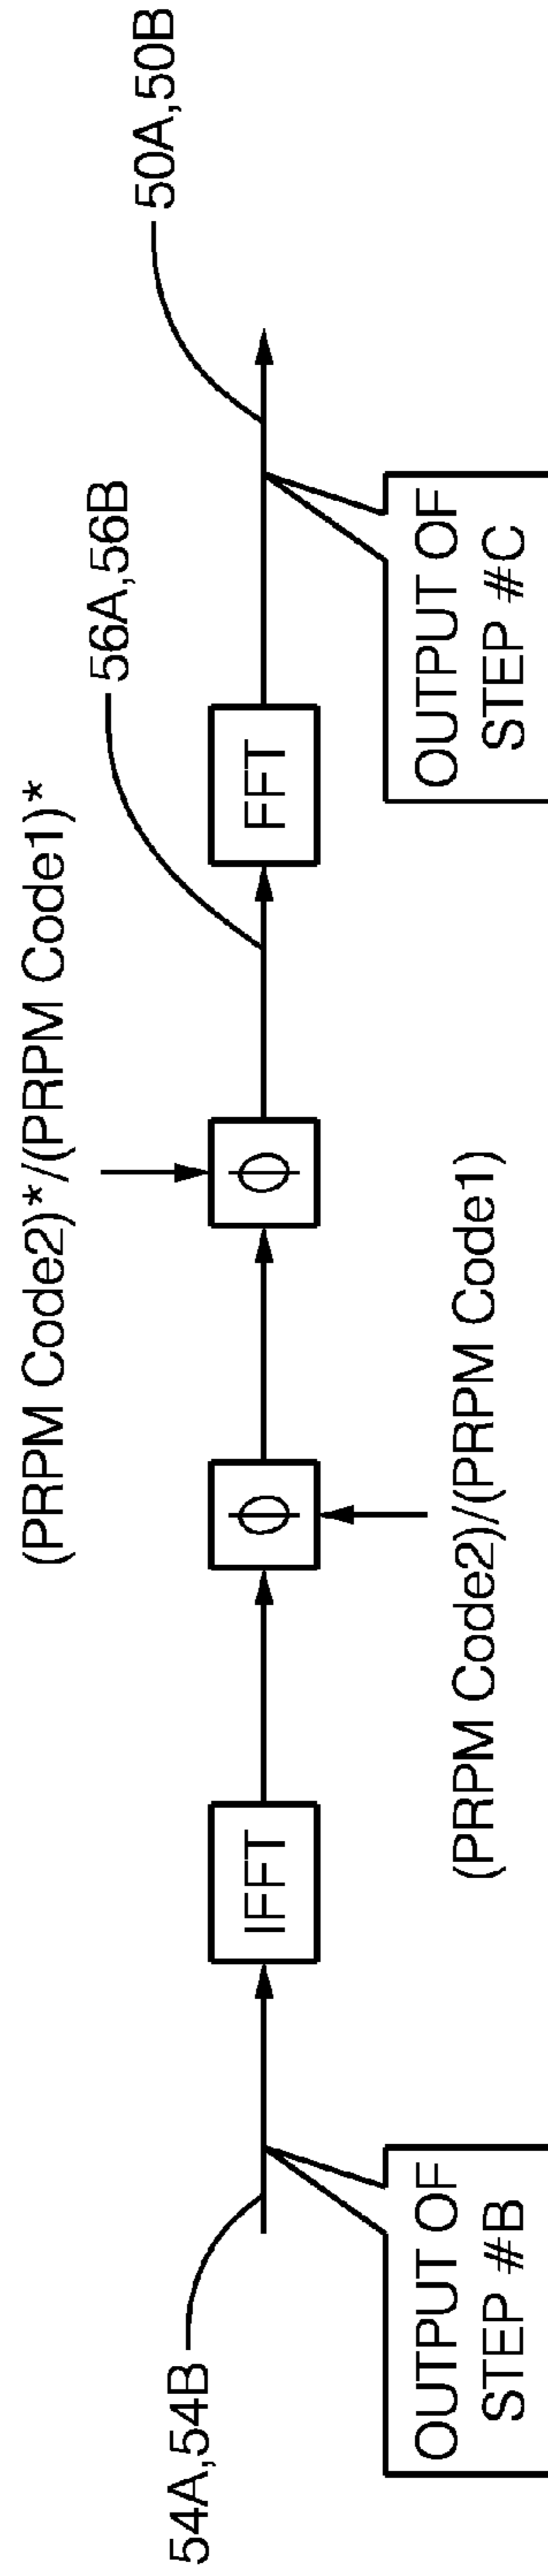 (PRPM Code2)*/(PRPM Code1)*
54A,54B
56A,56B
50A,50B
IFFT
ϕ
ϕ
FFT
(PRPM Code2)/(PRPM Code1)
OUTPUT OF
STEP #B
OUTPUT OF
STEP #C